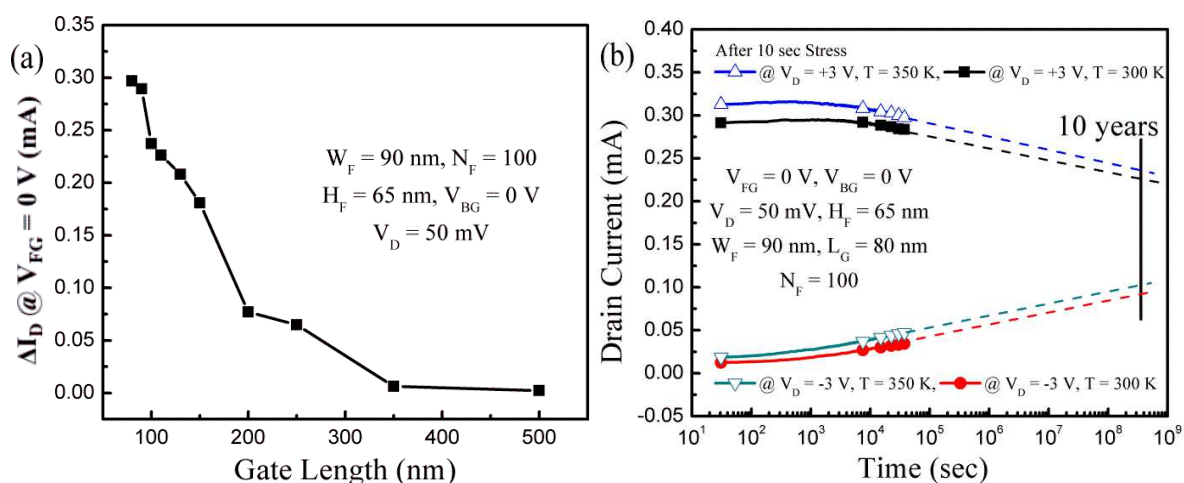 (a)
0.35
0.30
0.25
0.20
0.15
0.10
0.05
0.00
ΔI_D @ V_FG = 0 V (mA)
W_F = 90 nm, N_F = 100
H_F = 65 nm, V_BG = 0 V
V_D = 50 mV
100 200 300 400 500
Gate Length (nm)
(b)
0.40
0.35
0.30
0.25
0.20
0.15
0.10
0.05
0.00
-0.05
Drain Current (mA)
After 10 sec Stress
@ V_D = +3 V, T = 350 K, @ V_D = +3 V, T = 300 K
10 years
V_FG = 0 V, V_BG = 0 V
V_D = 50 mV, H_F = 65 nm
W_F = 90 nm, L_G = 80 nm
N_F = 100
@ V_D = -3 V, T = 350 K, @ V_D = -3 V, T = 300 K
10^1 10^2 10^3 10^4 10^5 10^6 10^7 10^8 10^9
Time (sec)